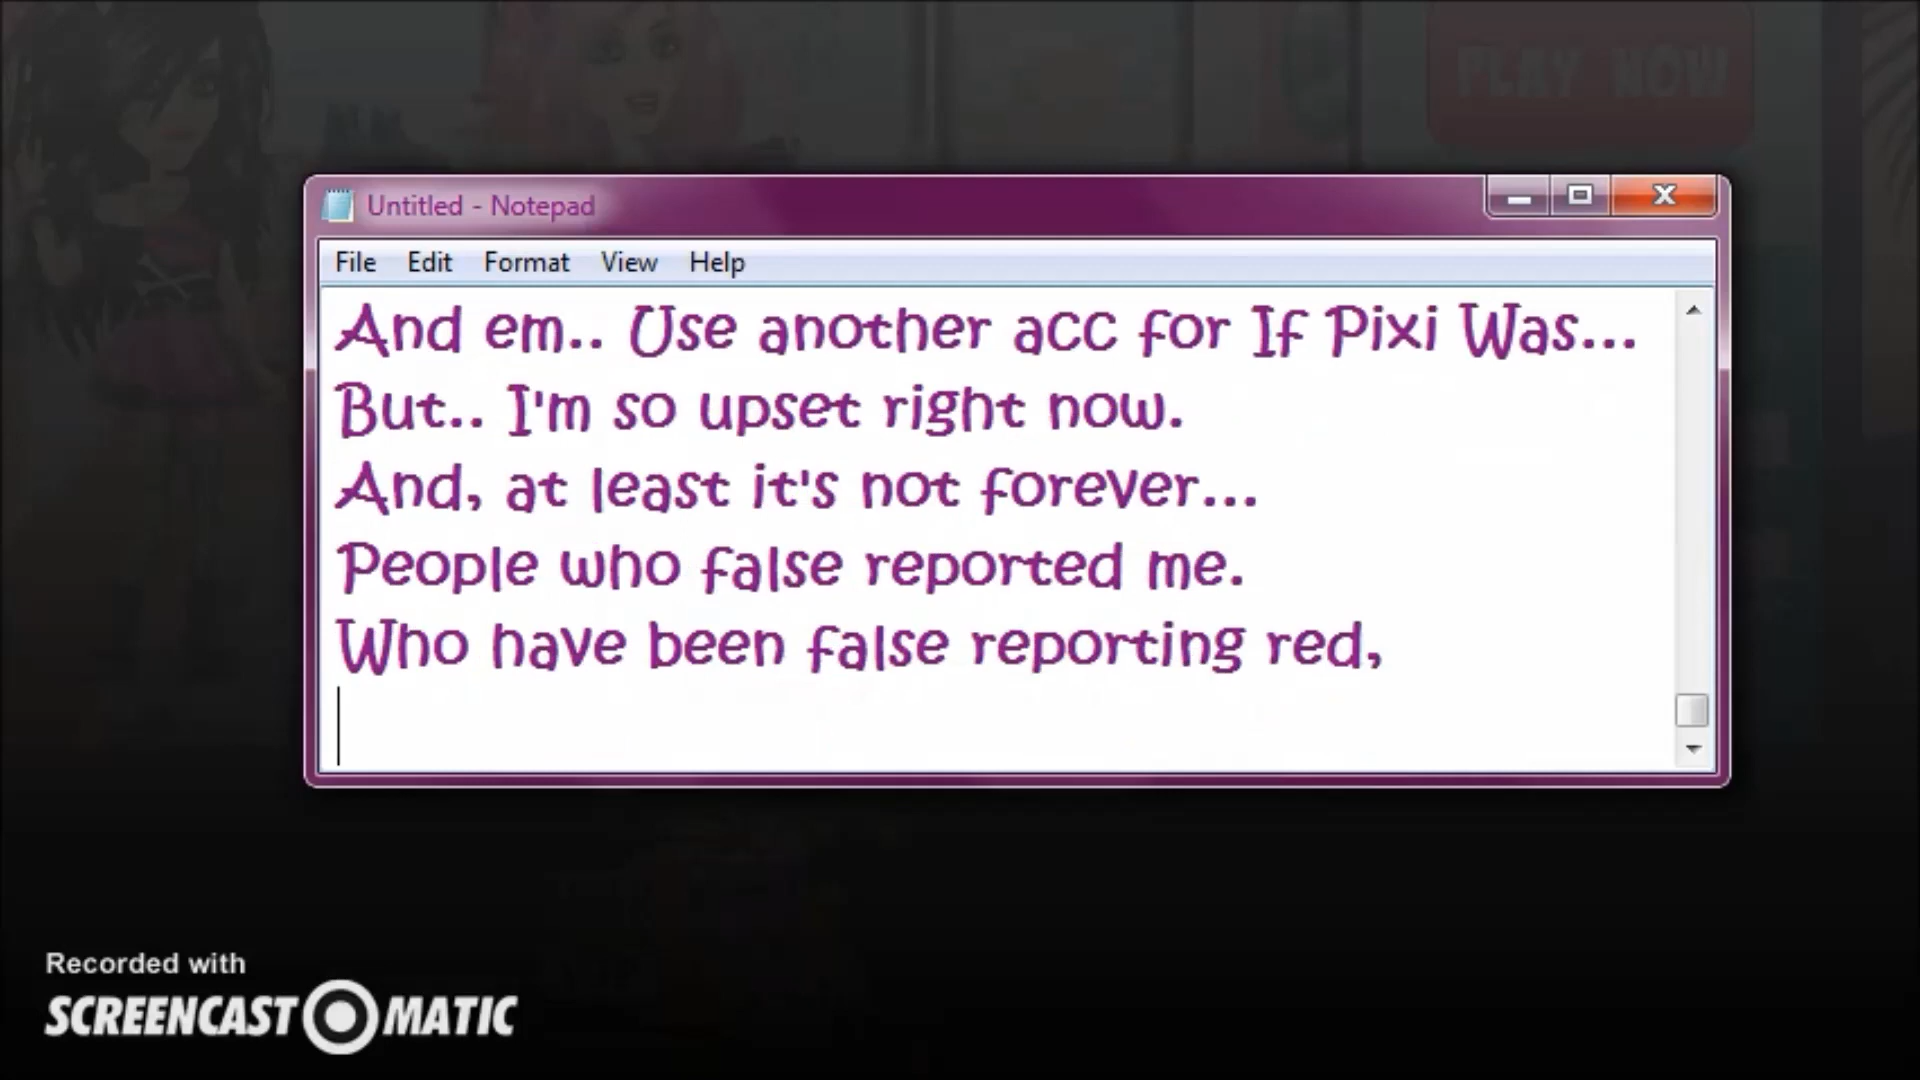 PLAY NOW
Untitled - Notepad
File Edit Format View Help
And em.. Use another acc for If Pixi Was...
But.. I'm so upset right now.
And, at least it's not forever...
People who false reported me.
Who have been false reporting red,
Recorded with
SCREENCAST MATIC